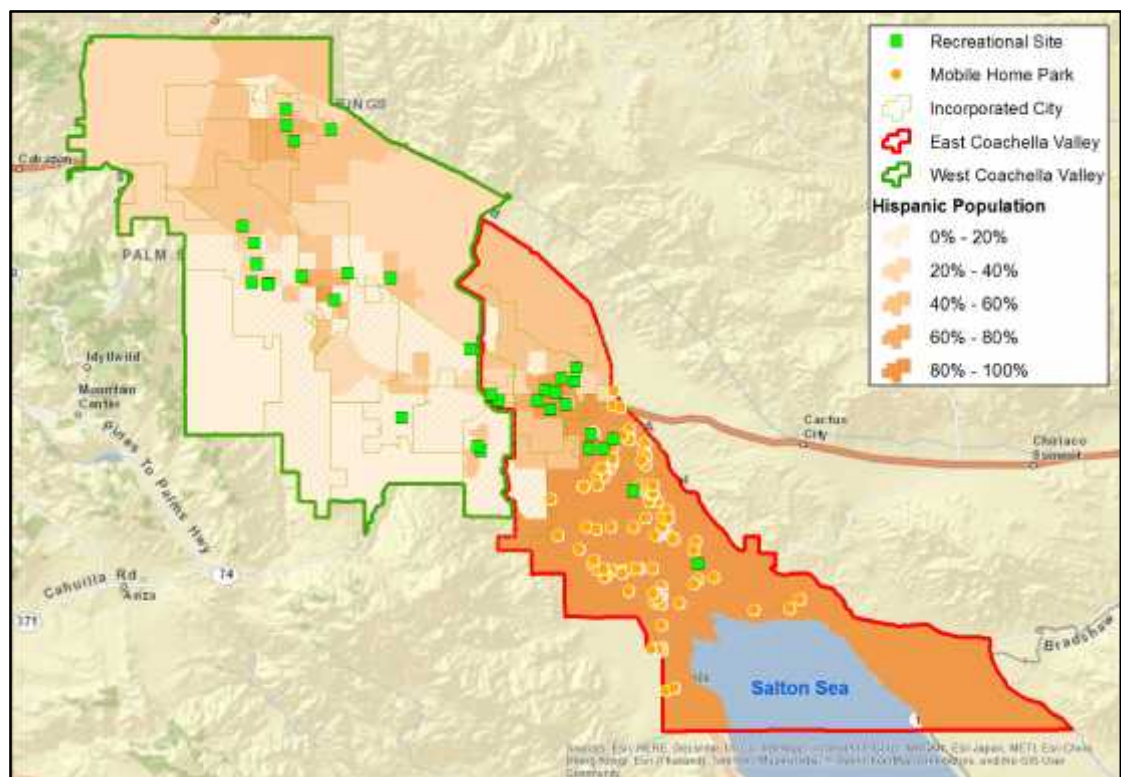 Recreational Site
Mobile Home Park
Incorporated City
East Coachella Valley
West Coachella Valley
Hispanic Population
0% - 20%
20% - 40%
40% - 60%
60% - 80%
80% - 100%
Cabazon
PALM S
Idyllwild
Mountain
Center
Pines To Palms Hwy
74
Cahuilla Rd
Anza
371
Cactus
City
Chiriaco
Summit
Bradshaw
Salton Sea
Community